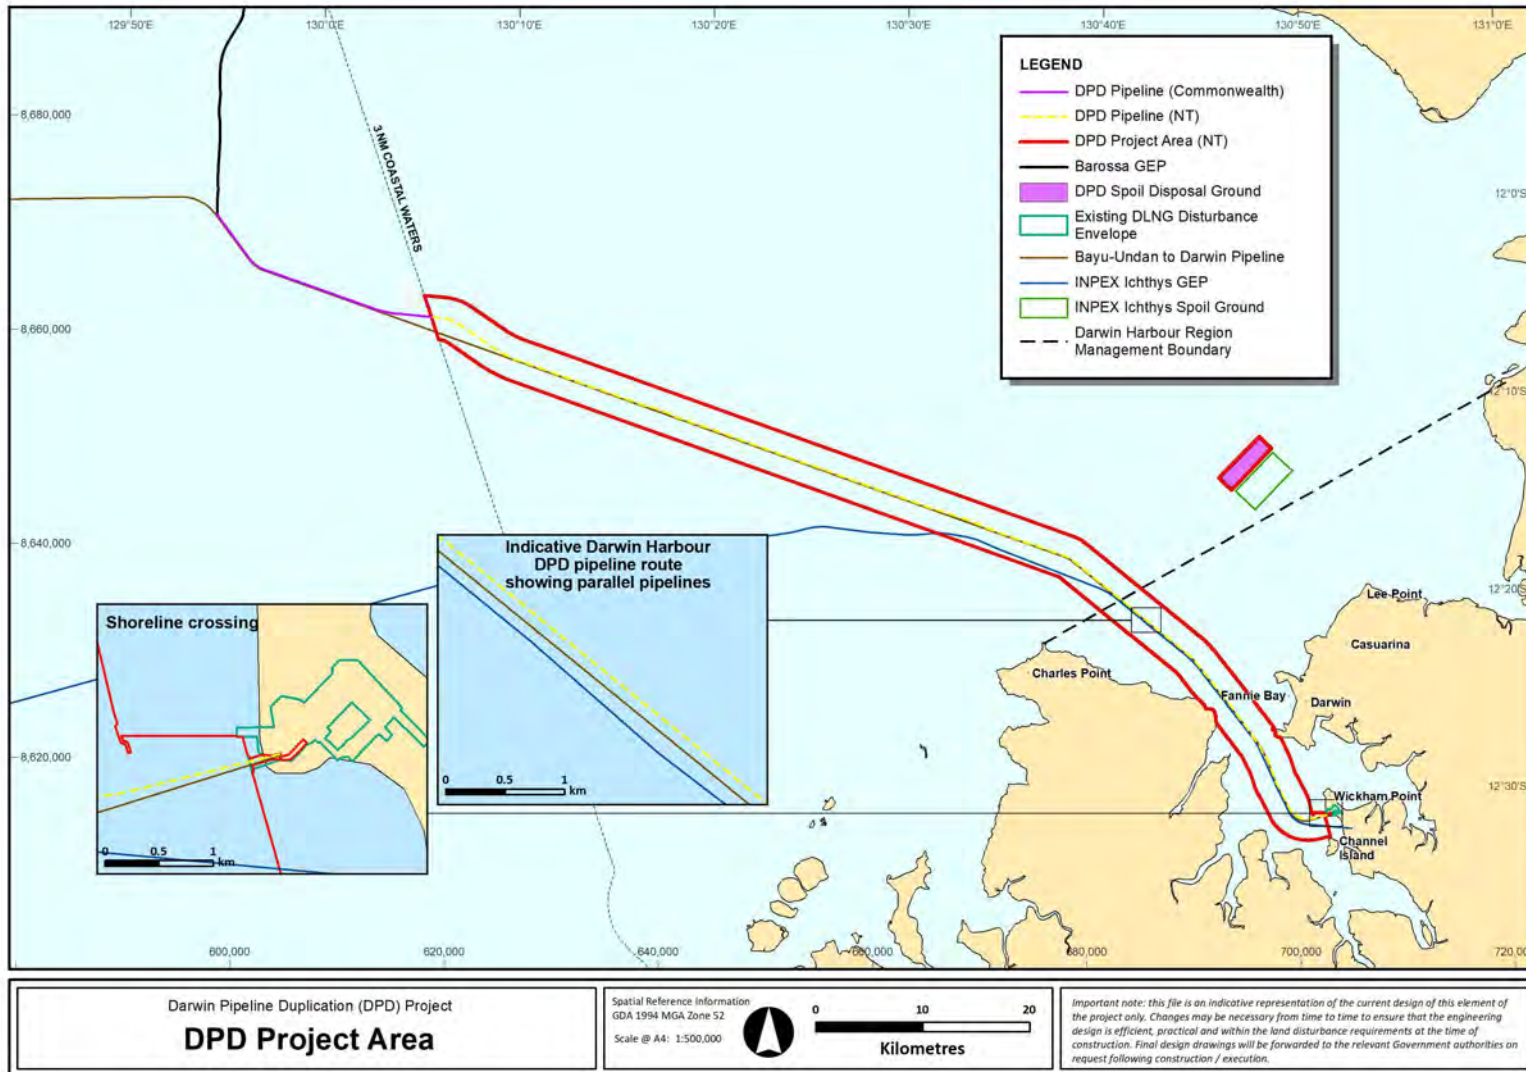 129°50'E
130°0'E
130°10'E
130°20'E
130°30'E
130°40'E
130°50'E
131°0'E
8,680,000
8,660,000
8,640,000
8,620,000
3 NM COASTAL WATERS
LEGEND
DPD Pipeline (Commonwealth)
DPD Pipeline (NT)
DPD Project Area (NT)
Barossa GEP
DPD Spoil Disposal Ground
Existing DLNG Disturbance
Envelope
Bayu-Undan to Darwin Pipeline
INPEX Ichthys GEP
INPEX Ichthys Spoil Ground
Darwin Harbour Region
Management Boundary
12°0'S
12°10'S
12°20'S
12°30'S
Indicative Darwin Harbour
DPD pipeline route
showing parallel pipelines
0 0.5 1
km
Shoreline crossing
0 0.5 1
km
Lee Point
Casuarina
Charles Point
Fannie Bay
Darwin
Wickham Point
Channel
Island
600,000
620,000
640,000
660,000
680,000
700,000
720,0
Darwin Pipeline Duplication (DPD) Project
DPD Project Area
Spatial Reference Information
GDA 1994 MGA Zone 52
Scale @ A4: 1:500,000
0 10 20
Kilometres
Important note: this file is an indicative representation of the current design of this element of
the project only. Changes may be necessary from time to time to ensure that the engineering
design is efficient, practical and within the land disturbance requirements at the time of
construction. Final design drawings will be forwarded to the relevant Government authorities on
request following construction / execution.